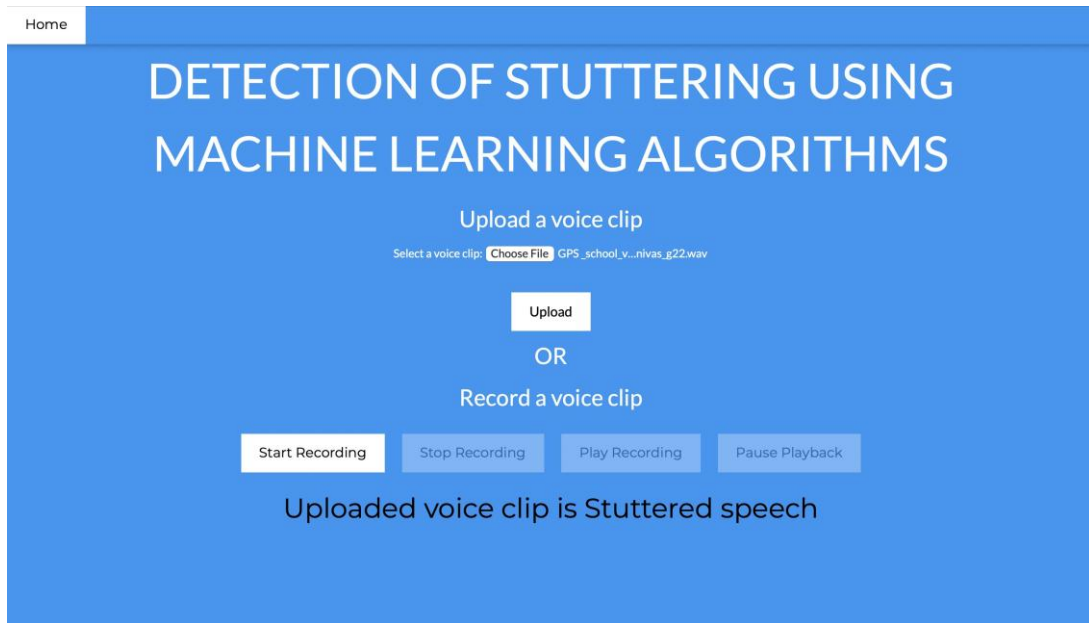 Home
DETECTION OF STUTTERING USING
MACHINE LEARNING ALGORITHMS
Upload a voice clip
Select a voice clip: Choose File GPS_school_v...nivas_g22.wav
Upload
OR
Record a voice clip
Start Recording Stop Recording Play Recording Pause Playback
Uploaded voice clip is Stuttered speech